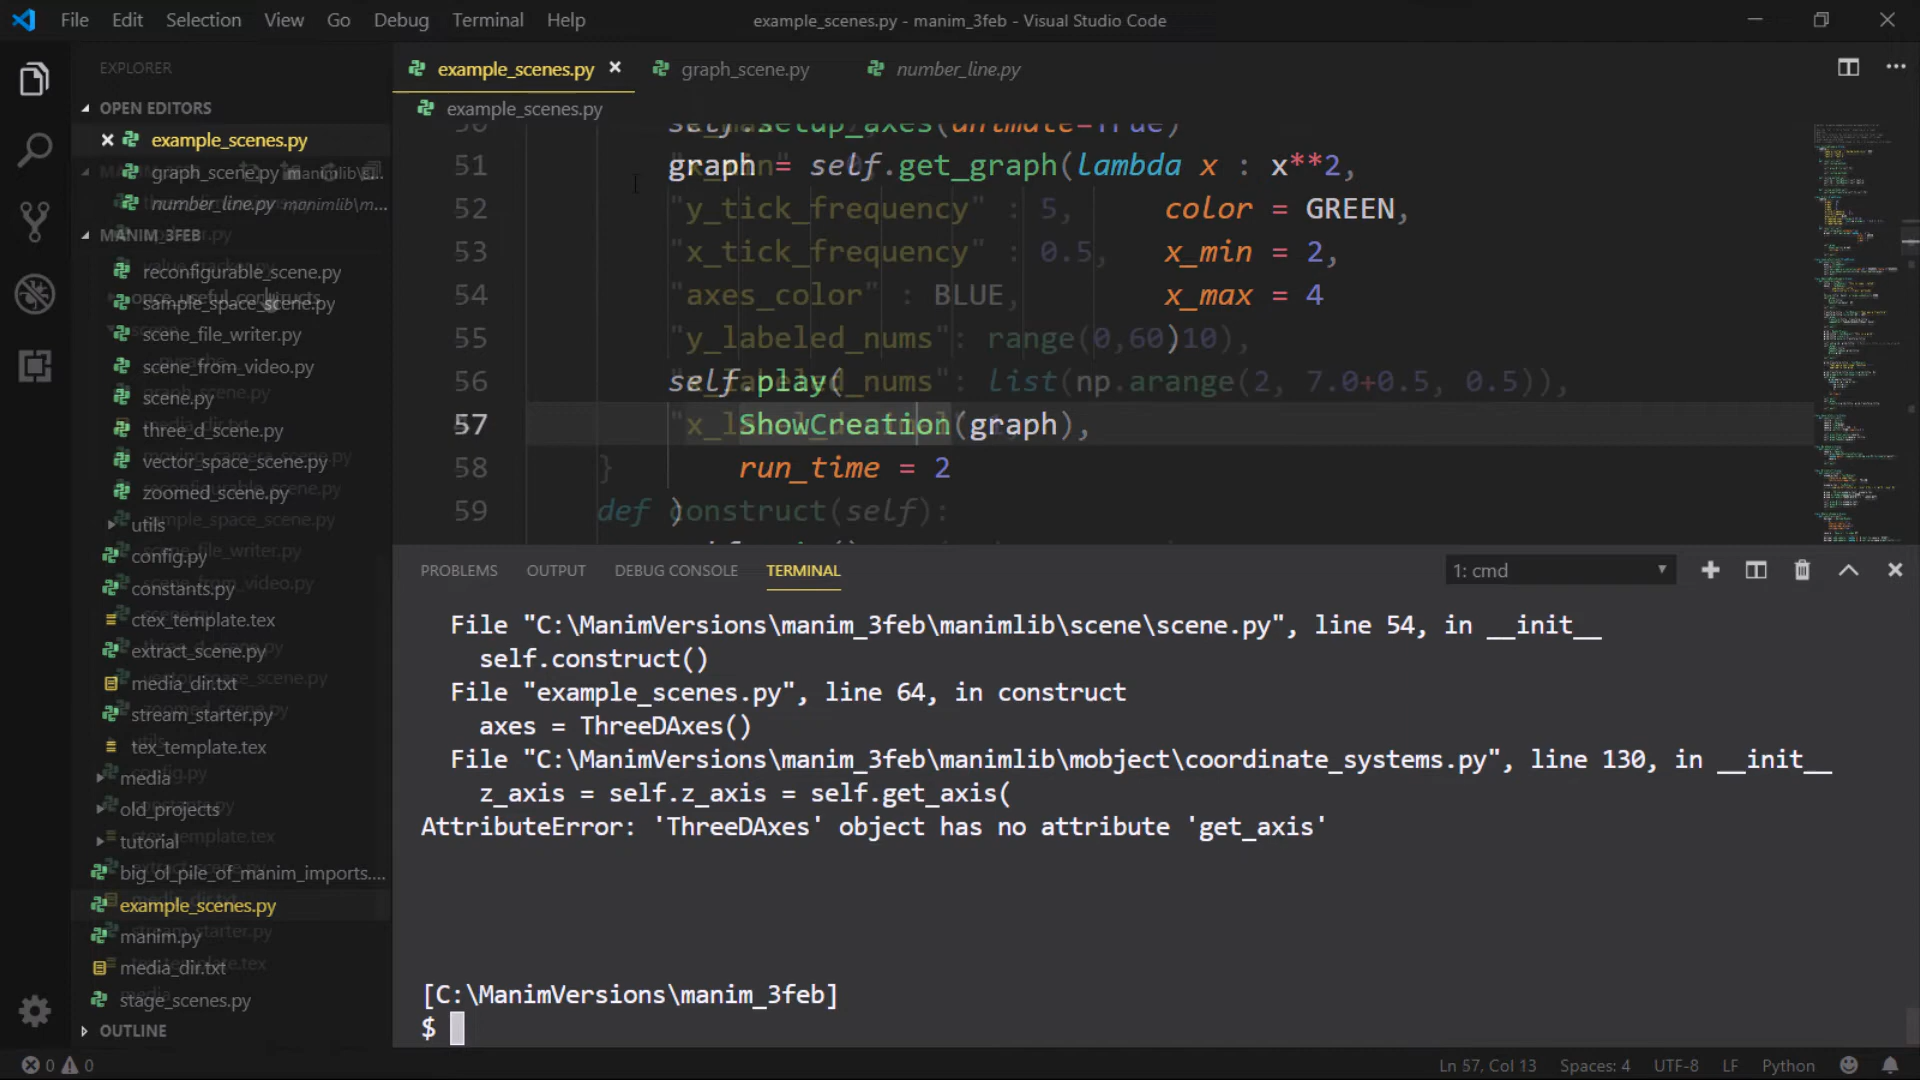 File Edit Selection View Go Debug Terminal Help
example_scenes.py - manim_3feb - Visual Studio Code
EXPLORER
OPEN EDITORS
example_scenes.py
graph_scene.py manimlib\s...
number_line.py manimlib\m...
MANIM_3FEB
reconfigurable_scene.py
sample_space_scene.py
scene_file_writer.py
scene_from_video.py
scene.py
three_d_scene.py
vector_space_scene.py
zoomed_scene.py
utils
config.py
constants.py
ctex_template.tex
extract_scene.py
media_dir.txt
stream_starter.py
tex_template.tex
media
old_projects
tutorial
big_ol_pile_of_manim_imports....
example_scenes.py
manim.py
media_dir.txt
stage_scenes.py
OUTLINE
example_scenes.py graph_scene.py number_line.py
example_scenes.py
51 graph = self.get_graph(lambda x : x**2,
52 color = GREEN,
"y_tick_frequency" : 5,
53 x_min = 2,
"x_tick_frequency" : 0.5,
54 x_max = 4
"axes_color" : BLUE,
55 )
"y_labeled_nums": range(0,60,10),
56 self.play(
_nums": list(np.arange(2, 7.0+0.5, 0.5)),
57 ShowCreation(graph),
58 run_time = 2
}
59 )
def construct(self):
PROBLEMS OUTPUT DEBUG CONSOLE TERMINAL
1: cmd
File "C:\ManimVersions\manim_3feb\manimlib\scene\scene.py", line 54, in __init__
self.construct()
File "example_scenes.py", line 64, in construct
axes = ThreeDAxes()
File "C:\ManimVersions\manim_3feb\manimlib\mobject\coordinate_systems.py", line 130, in __init__
z_axis = self.z_axis = self.get_axis(
AttributeError: 'ThreeDAxes' object has no attribute 'get_axis'
[C:\ManimVersions\manim_3feb]
$
0 0
Ln 57, Col 13 Spaces: 4 UTF-8 LF Python